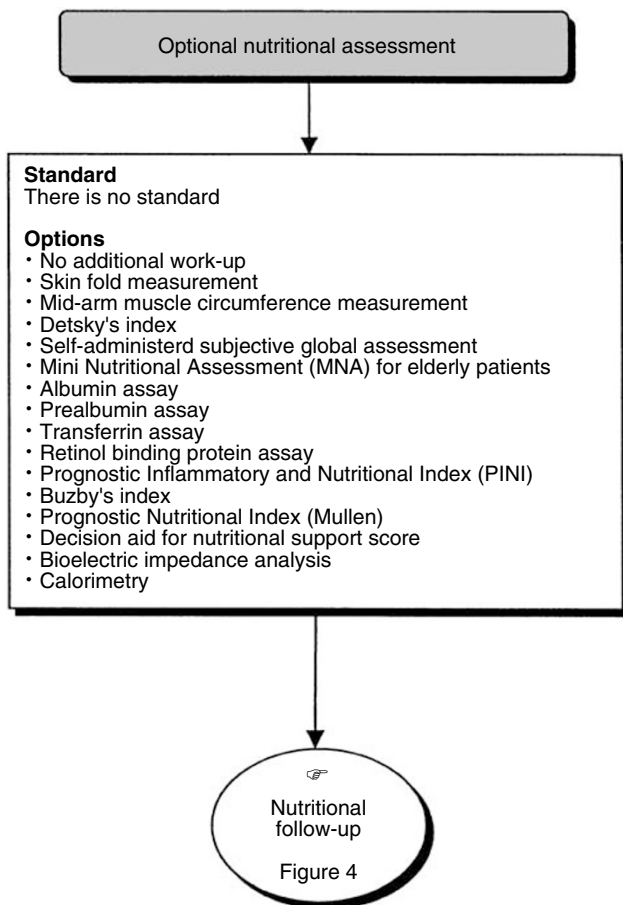 Optional nutritional assessment
Standard
There is no standard
Options
· No additional work-up
· Skin fold measurement
· Mid-arm muscle circumference measurement
· Detsky's index
· Self-administerd subjective global assessment
· Mini Nutritional Assessment (MNA) for elderly patients
· Albumin assay
· Prealbumin assay
· Transferrin assay
· Retinol binding protein assay
· Prognostic Inflammatory and Nutritional Index (PINI)
· Buzby's index
· Prognostic Nutritional Index (Mullen)
· Decision aid for nutritional support score
· Bioelectric impedance analysis
· Calorimetry
☞
Nutritional
follow-up
Figure 4